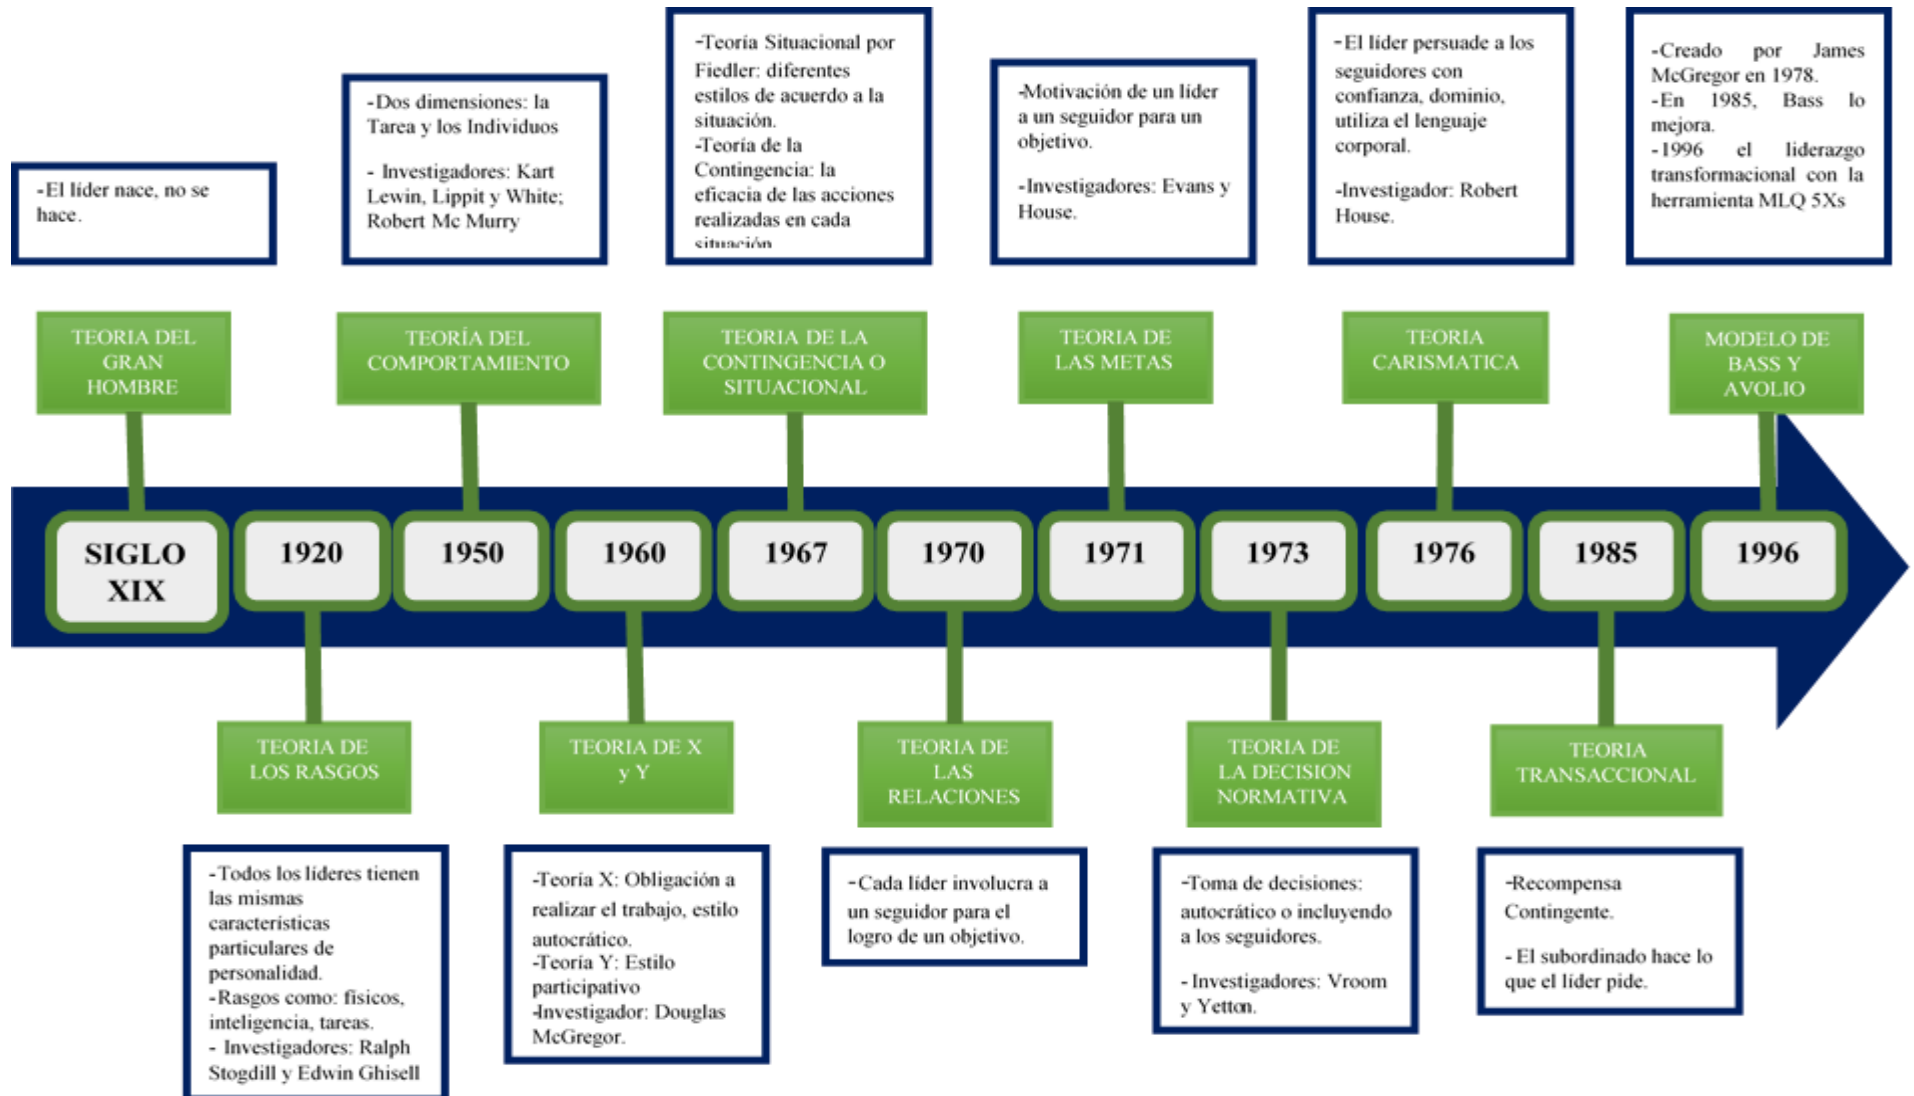 -El líder nace, no se
hace.
-Dos dimensiones: la
Tarea y los Individuos
- Investigadores: Kart
Lewin, Lippit y White;
Robert Mc Murry
-Teoría Situacional por
Fiedler: diferentes
estilos de acuerdo a la
situación.
-Teoría de la
Contingencia: la
eficacia de las acciones
realizadas en cada
situación
-Motivación de un líder
a un seguidor para un
objetivo.
-Investigadores: Evans y
House.
-El líder persuade a los
seguidores con
confianza, dominio,
utiliza el lenguaje
corporal.
-Investigador: Robert
House.
-Creado por James
McGregor en 1978.
-En 1985, Bass lo
mejora.
-1996 el liderazgo
transformacional con la
herramienta MLQ 5Xs
TEORIA DEL
GRAN
HOMBRE
TEORÍA DEL
COMPORTAMIENTO
TEORIA DE LA
CONTINGENCIA O
SITUACIONAL
TEORIA DE
LAS METAS
TEORIA
CARISMATICA
MODELO DE
BASS Y
AVOLIO
SIGLO
XIX
1920
1950
1960
1967
1970
1971
1973
1976
1985
1996
TEORIA DE
LOS RASGOS
TEORIA DE X
y Y
TEORIA DE
LAS
RELACIONES
TEORIA DE
LA DECISION
NORMATIVA
TEORIA
TRANSACCIONAL
-Todos los líderes tienen
las mismas
características
particulares de
personalidad.
-Rasgos como: físicos,
inteligencia, tareas.
- Investigadores: Ralph
Stogdill y Edwin Ghisell
-Teoría X: Obligación a
realizar el trabajo, estilo
autocrático.
-Teoría Y: Estilo
participativo
-Investigador: Douglas
McGregor.
-Cada líder involucra a
un seguidor para el
logro de un objetivo.
-Toma de decisiones:
autocrático o incluyendo
a los seguidores.
-Investigadores: Vroom
y Yetton.
-Recompensa
Contingente.
- El subordinado hace lo
que el líder pide.